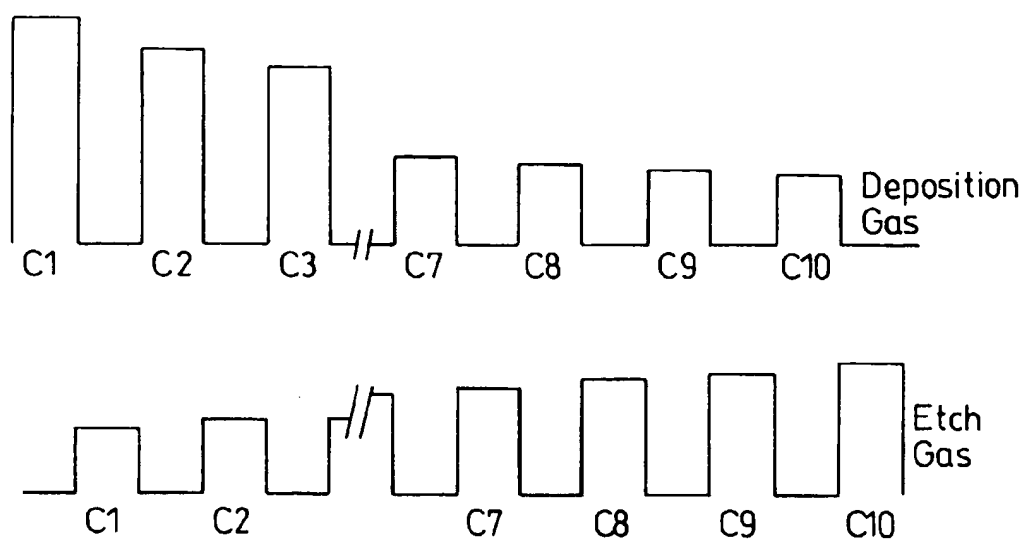 Deposition
Gas
C1 C2 C3 C7 C8 C9 C10
Etch
Gas
C1 C2 C7 C8 C9 C10